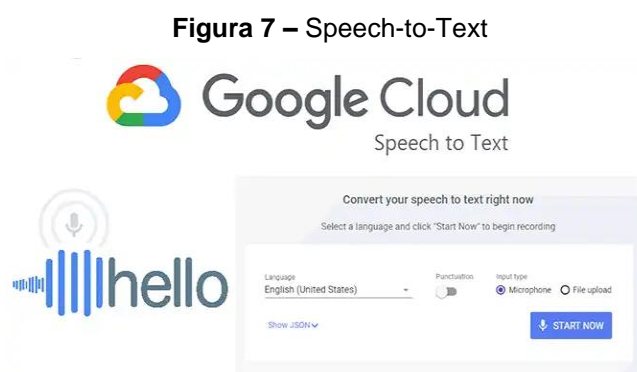 Figura 7 – Speech-to-Text
Google Cloud
Speech to Text
hello
Convert your speech to text right now
Select a language and click "Start Now" to begin recording
Language
English (United States)
Punctuation
Input type
Microphone
File upload
Show JSON
START NOW